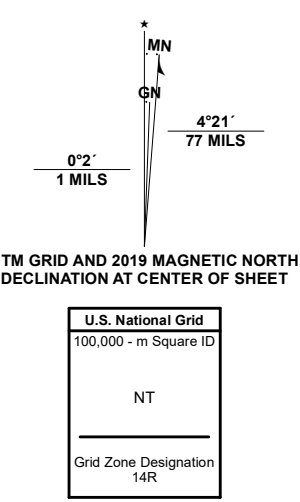 ★
MN
GN
4°21´
77 MILS
0°2´
1 MILS
TM GRID AND 2019 MAGNETIC NORTH
DECLINATION AT CENTER OF SHEET
U.S. National Grid
100,000 - m Square ID
NT
Grid Zone Designation
14R